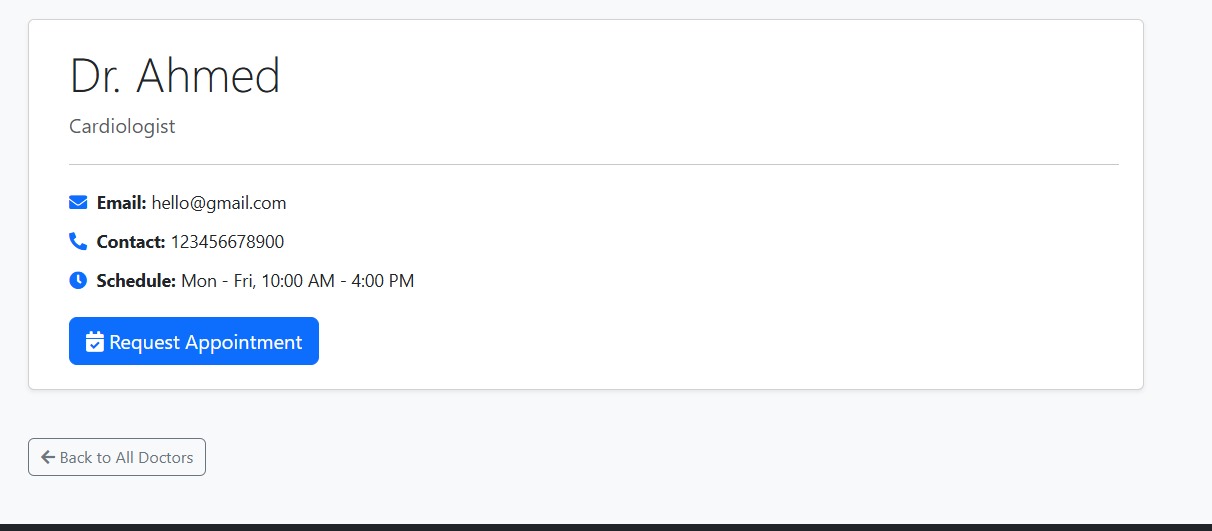 Dr. Ahmed
Cardiologist
Email: hello@gmail.com
Contact: 123456678900
Schedule: Mon - Fri, 10:00 AM - 4:00 PM
Request Appointment
Back to All Doctors